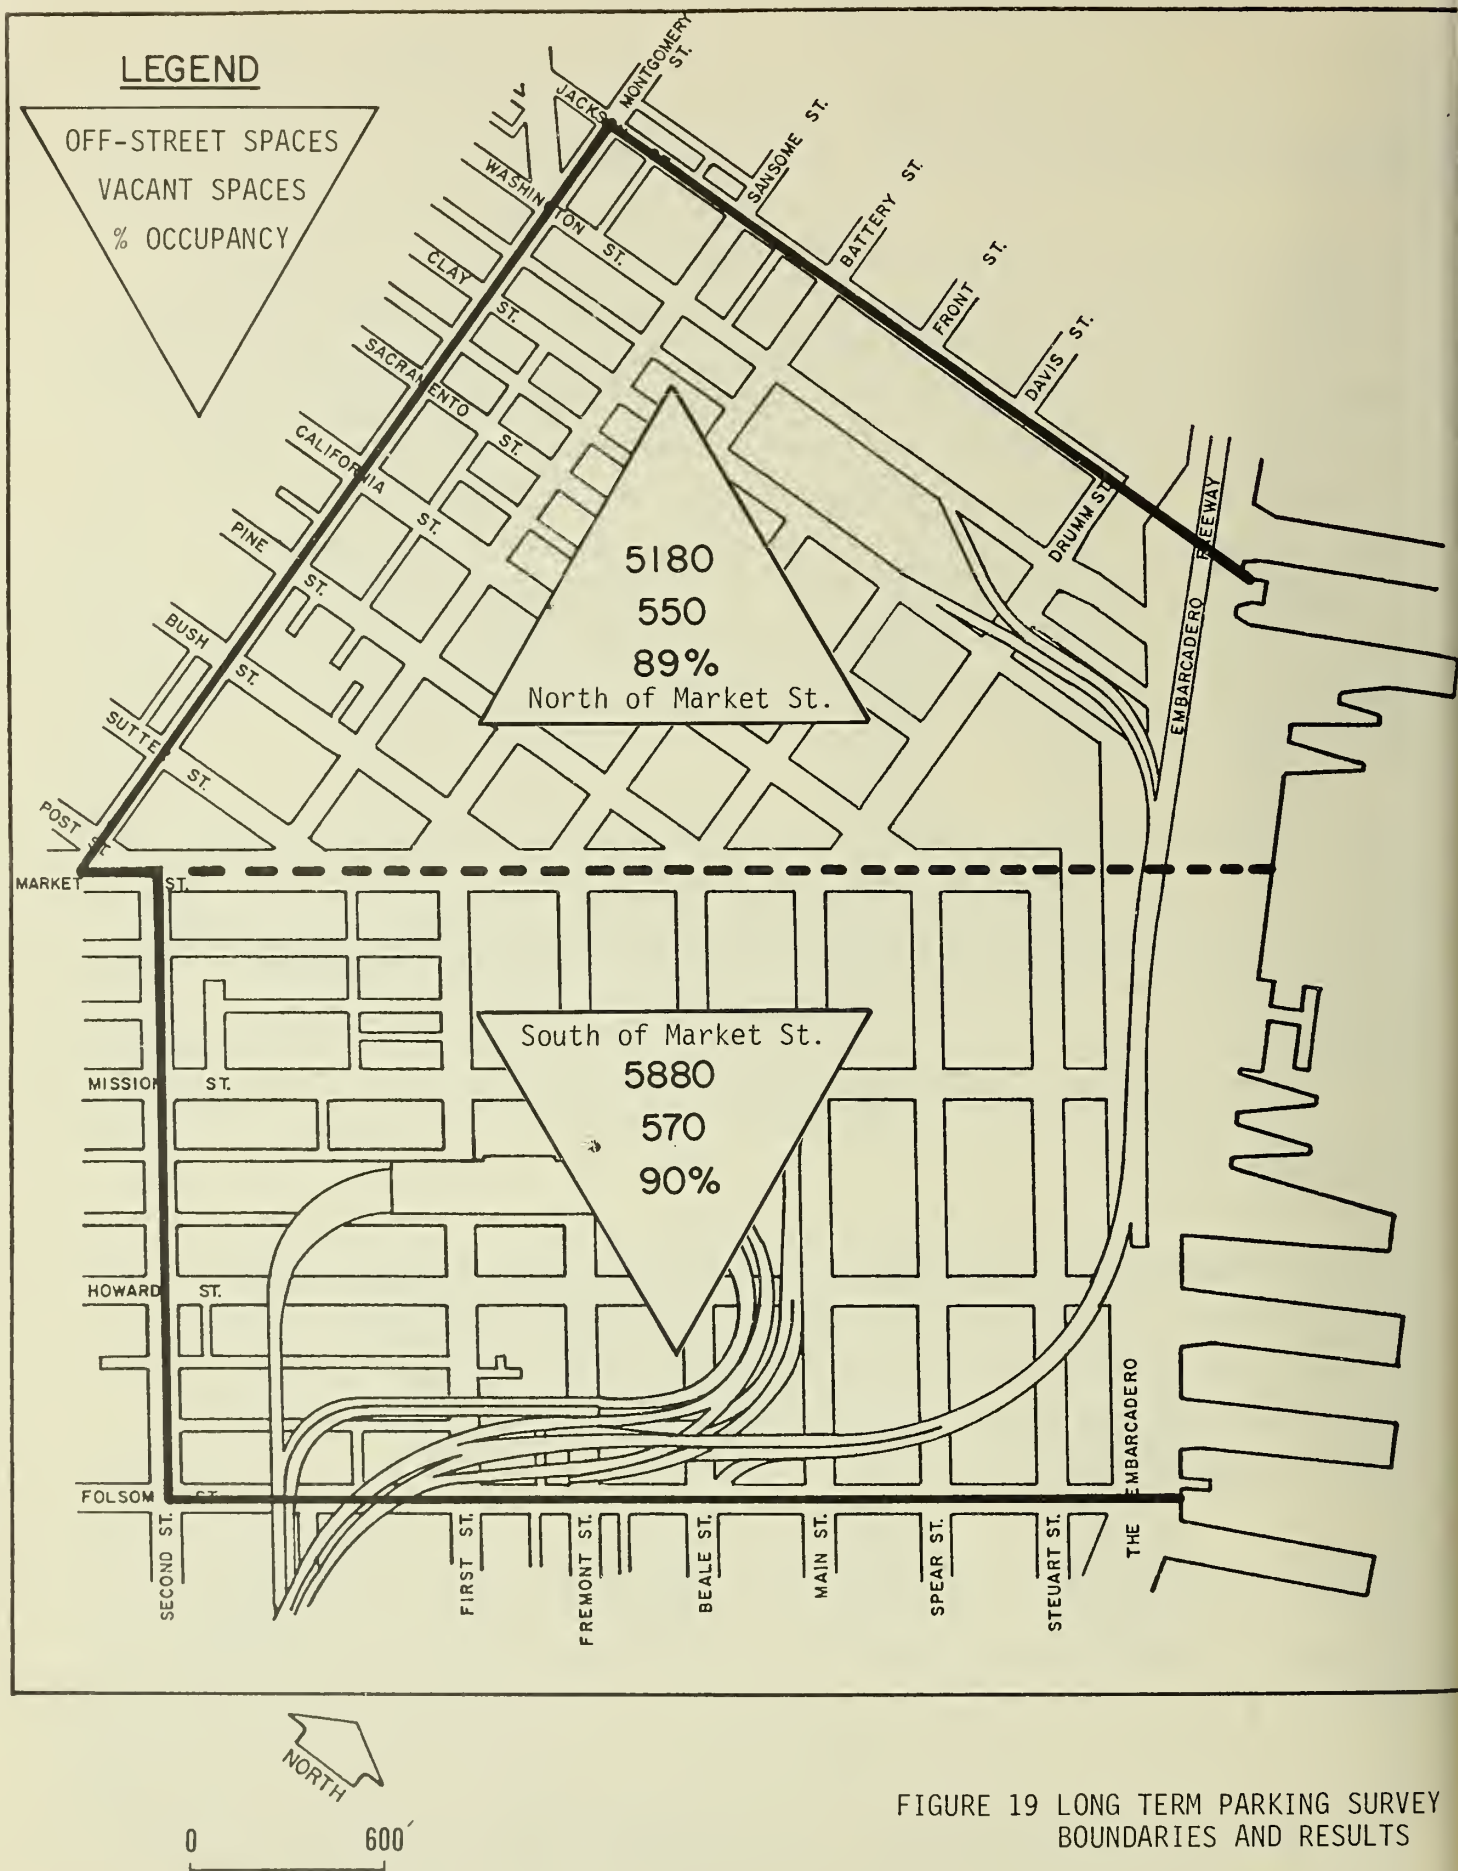 LEGEND
OFF-STREET SPACES
VACANT SPACES
% OCCUPANCY
MONTGOMERY ST.
SANSOME ST.
BATTERY ST.
FRONT ST.
DAVIS ST.
DRUMM ST.
WASHINGTON ST.
CLAY ST.
SACRAMENTO ST.
CALIFORNIA ST.
PINE ST.
BUSH ST.
SUTTE ST.
POST ST
EMBARCADERO FREEWAY
5180
550
89%
North of Market St.
MARKET ST.
South of Market St.
5880
570
90%
MISSION ST.
HOWARD ST.
FOLSOM ST.
SECOND ST.
FIRST ST.
FREMONT ST.
BEALE ST.
MAIN ST.
SPEAR ST.
STEUART ST.
THE EMBARCADERO
NORTH
0 600'
FIGURE 19 LONG TERM PARKING SURVEY
BOUNDARIES AND RESULTS